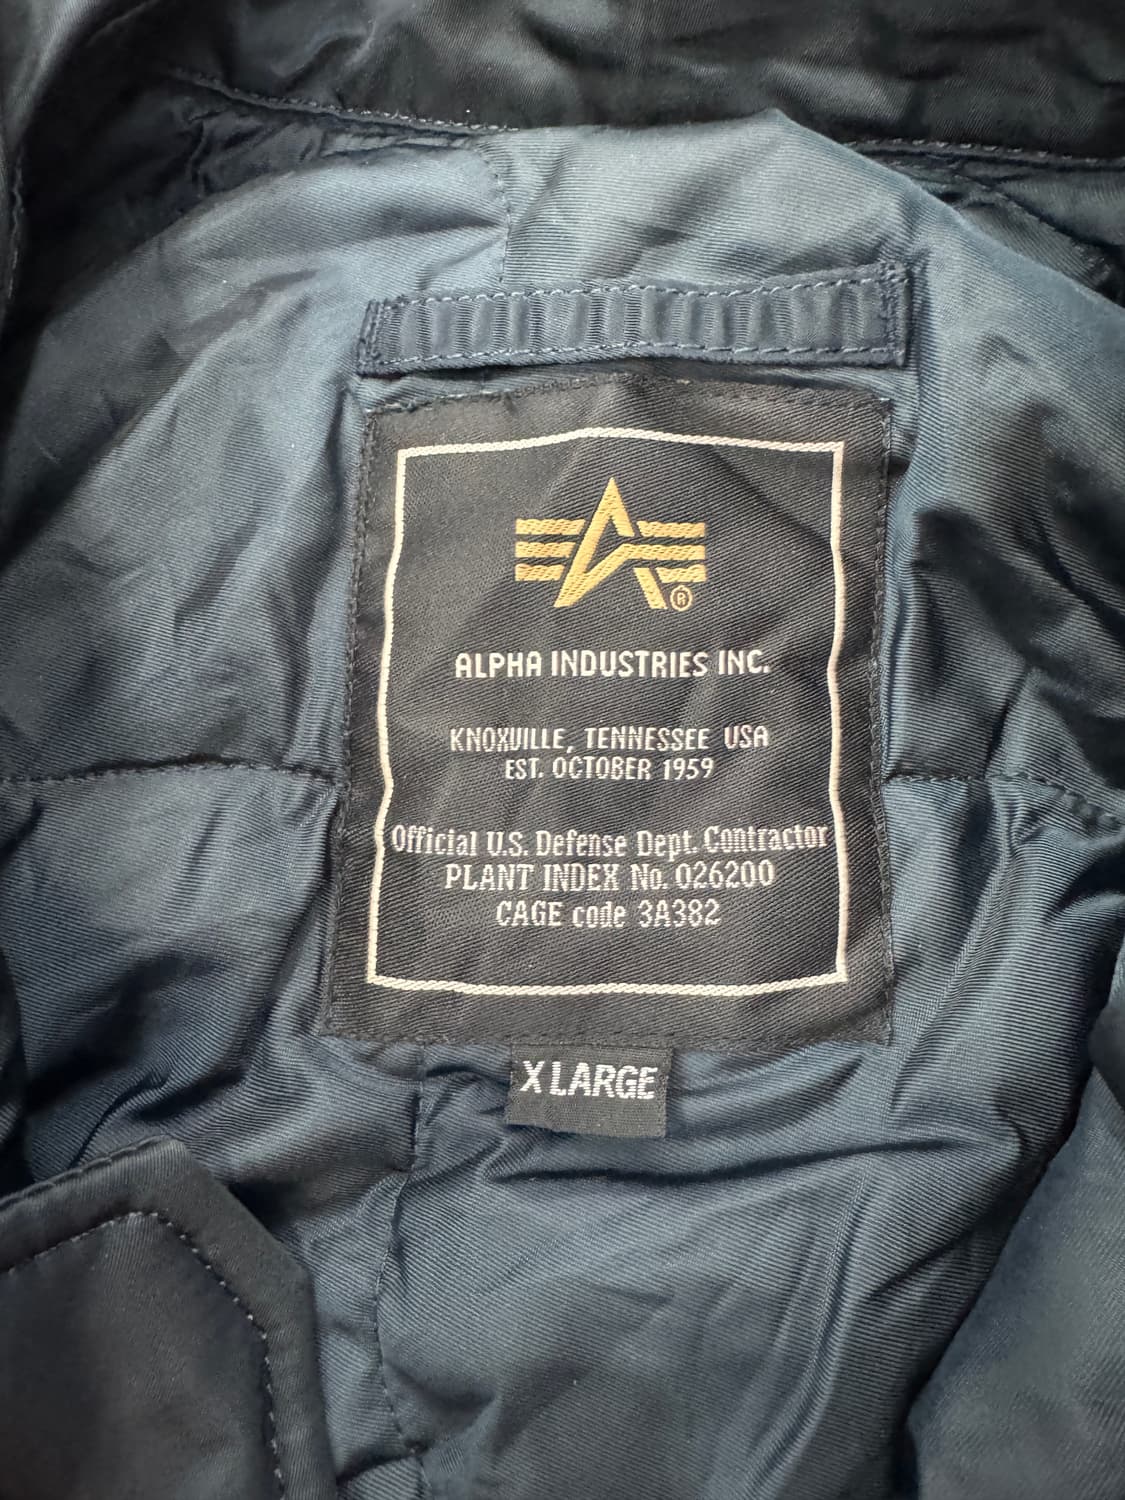 ®
ALPHA INDUSTRIES INC.
KNOXVILLE, TENNESSEE USA
EST. OCTOBER 1959
Official U.S. Defense Dept. Contractor
PLANT INDEX No. 026200
CAGE code 3A382
X LARGE